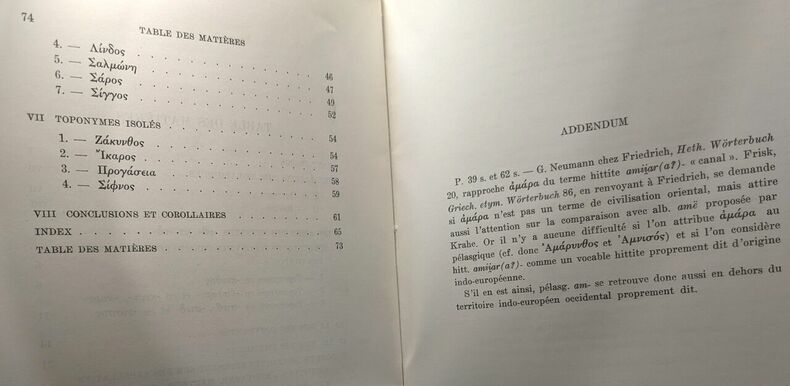 74
TABLE DES MATIÈRES
4. — Λίνδος 46
5. — Σαλμώνη 47
6. — Σάρος 49
7. — Σίγγος 52
VII TOPONYMES ISOLÉS 54
1. — Ζάκυνθος 54
2. — Ἴκαρος 57
3. — Προγάσεια 58
4. — Σίφνος 59
VIII CONCLUSIONS ET COROLLAIRES 61
INDEX 65
TABLE DES MATIÈRES 73
ADDENDUM
P. 39 s. et 62 s. — G. Neumann chez Friedrich, Heth. Wörterbuch
20, rapproche ἀμάρα du terme hittite amii̯ar(a?)- « canal ». Frisk,
Griech. etym. Wörterbuch 86, en renvoyant à Friedrich, se demande
si ἀμάρα n'est pas un terme de civilisation oriental, mais attire
aussi l'attention sur la comparaison avec alb. amë proposée par
Krahe. Or il n'y a aucune difficulté si l'on attribue ἀμάρα au
pélasgique (cf. donc Ἀμάρυνθος et Ἀμνισός) et si l'on considère
hitt. amii̯ar(a?)- comme un vocable hittite proprement dit d'origine
indo-européenne.
S'il en est ainsi, pélasg. am- se retrouve donc aussi en dehors du
territoire indo-européen occidental proprement dit.